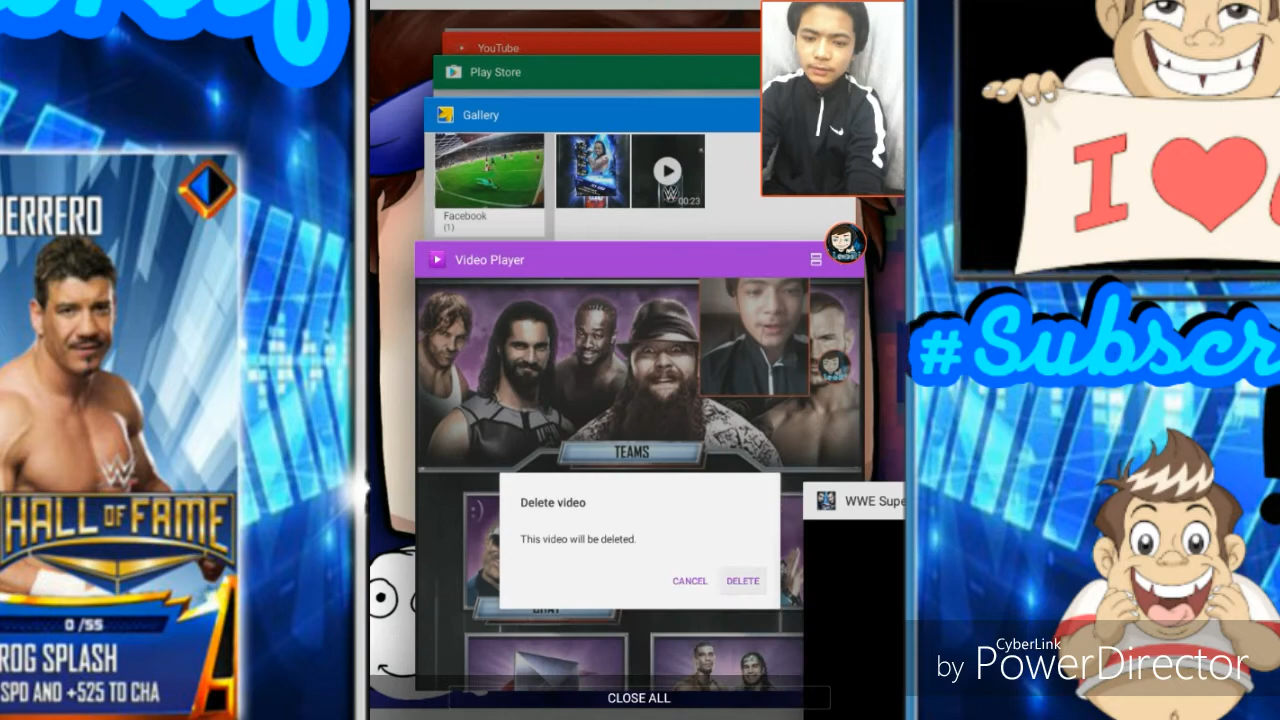 YouTube
Play Store
Gallery
Facebook
(1)
00:23
Video Player
TEAMS
Delete video
This video will be deleted.
CANCEL
DELETE
WWE Supe
CLOSE ALL
ERRERO
HALL OF FAME
0 /55
ROG SPLASH
SPD AND +525 TO CHA
I
#Subscr
CyberLink
by PowerDirector